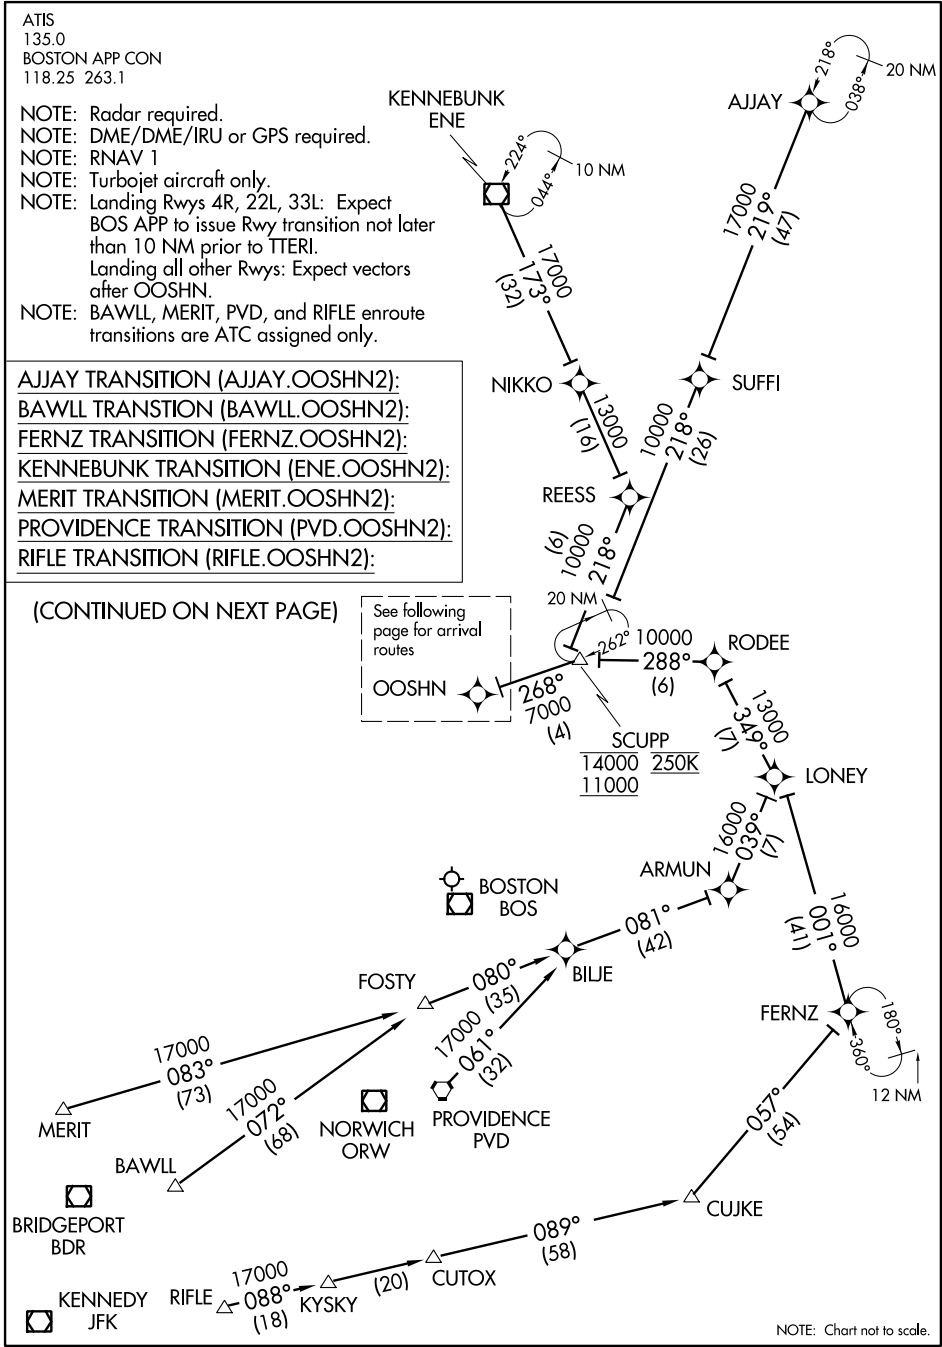 ATIS
135.0
BOSTON APP CON
118.25 263.1
NOTE: Radar required.
NOTE: DME/DME/IRU or GPS required.
NOTE: RNAV 1
NOTE: Turbojet aircraft only.
NOTE: Landing Rwys 4R, 22L, 33L: Expect
BOS APP to issue Rwy transition not later
than 10 NM prior to TTERI.
Landing all other Rwys: Expect vectors
after OOSHN.
NOTE: BAWLL, MERIT, PVD, and RIFLE enroute
transitions are ATC assigned only.
AJJAY TRANSITION (AJJAY.OOSHN2):
BAWLL TRANSTION (BAWLL.OOSHN2):
FERNZ TRANSITION (FERNZ.OOSHN2):
KENNEBUNK TRANSITION (ENE.OOSHN2):
MERIT TRANSITION (MERIT.OOSHN2):
PROVIDENCE TRANSITION (PVD.OOSHN2):
RIFLE TRANSITION (RIFLE.OOSHN2):
(CONTINUED ON NEXT PAGE)
KENNEBUNK
ENE
224°
044°
10 NM
17000
173°
(32)
NIKKO
13000
(16)
REESS
(6)
10000
218°
AJJAY
218°
038°
20 NM
17000
219°
(47)
SUFFI
10000
218°
(26)
20 NM
262°
See following
page for arrival
routes
OOSHN
268°
7000
(4)
SCUPP
14000 250K
11000
10000
288°
(6)
RODEE
13000
349°
(7)
LONEY
16000
039°
(7)
ARMUN
16000
001°
(41)
BOSTON
BOS
081°
(42)
BILJE
FOSTY
080°
(35)
17000
061°
(32)
FERNZ
180°
360°
12 NM
17000
083°
(73)
MERIT
17000
072°
(68)
BAWLL
NORWICH
ORW
PROVIDENCE
PVD
057°
(54)
BRIDGEPORT
BDR
CUJKE
089°
(58)
CUTOX
(20)
KYSKY
17000
088°
(18)
RIFLE
KENNEDY
JFK
NOTE: Chart not to scale.